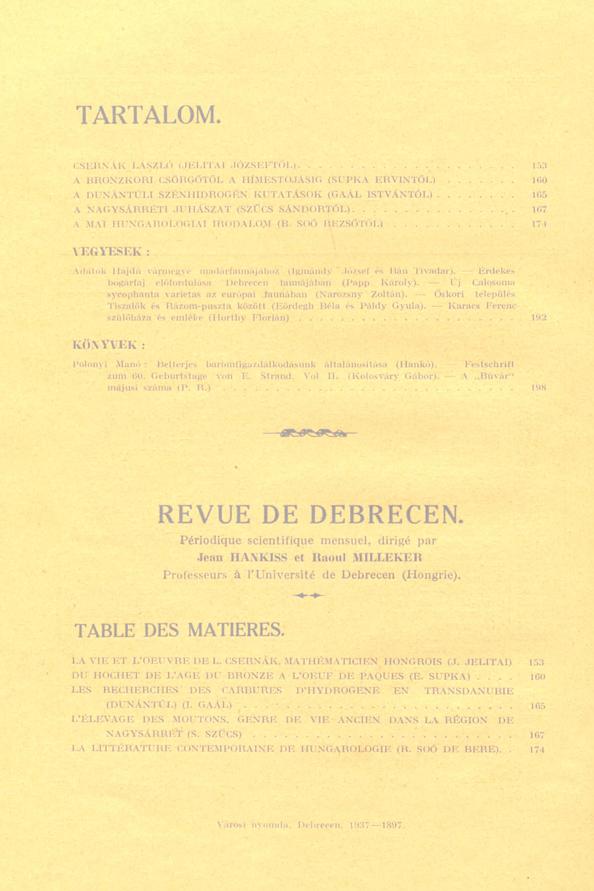 TARTALOM.
CSERNÁK LÁSZLÓ (JELITAI JÓZSEFTŐL). . . . . . . . . . . . . . . . . 153
A BRONZKORI CSÖRGŐTŐL A HÍMESTOJÁSIG (SUPKA ERVINTŐL) . . . . . . 160
A DUNÁNTÚLI SZÉNHIDROGÉN KUTATÁSOK (GAÁL ISTVÁNTÓL) . . . . . . . 165
A NAGYSÁRRÉTI JUHÁSZAT (SZŰCS SÁNDORTÓL). . . . . . . . . . . . . 167
A MAI HUNGAROLOGIAI IRODALOM (R. SOÓ REZSŐTŐL) . . . . . . . . . . 174
VEGYESEK :
Adatok Hajdú vármegye madárfaunájához (Igmándy József és Bán Tivadar). — Érdekes
bogárfaj előfordulása Debrecen faunájában (Papp Károly). — Új Calosoma
sycophanta varietas az európai faunában (Narozsny Zoltán). — Őskori település
Tiszalök és Rázom-puszta között (Eördegh Béla és Páldy Gyula). — Karacs Ferenc
szülőháza és emléke (Horthy Flórián) . . . . . . . . . . . . . . . 192
KÖNYVEK :
Polonyi Manó: Belterjes baromfigazdálkodásunk általánosítása (Hankó). — Festschrift
zum 60. Geburtstage von E. Strand. Vol II. (Kolosváry Gábor). — A „Búvár“
májusi száma (P. R.) . . . . . . . . . . . . . . . . . . . . . . . 198
REVUE DE DEBRECEN.
Périodique scientifique mensuel, dirigé par
Jean HANKISS et Raoul MILLEKER
Professeurs à l'Université de Debrecen (Hongrie).
TABLE DES MATIERES.
LA VIE ET L'OEUVRE DE L. CSERNÁK, MATHÉMATICIEN HONGROIS (J. JELITAI) 153
DU HOCHET DE L'AGE DU BRONZE A L'OEUF DE PAQUES (E. SUPKA) . . . . 160
LES RECHERCHES DES CARBURES D'HYDROGENE EN TRANSDANUBIE
(DUNÁNTÚL) (I. GAÁL) . . . . . . . . . . . . . . . . . . . . . . . 165
L'ÉLEVAGE DES MOUTONS, GENRE DE VIE ANCIEN DANS LA RÉGION DE
NAGYSÁRRÉT (S. SZŰCS) . . . . . . . . . . . . . . . . . . . . . . 167
LA LITTÉRATURE CONTEMPORAINE DE HUNGAROLOGIE (R. SOÓ DE BERE). . 174
Városi nyomda, Debrecen, 1937—1897.